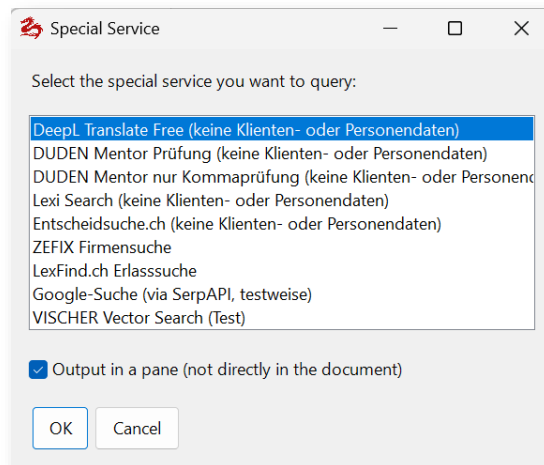 Special Service
Select the special service you want to query:
DeepL Translate Free (keine Klienten- oder Personendaten)
DUDEN Mentor Prüfung (keine Klienten- oder Personendaten)
DUDEN Mentor nur Kommaprüfung (keine Klienten- oder Personend
Lexi Search (keine Klienten- oder Personendaten)
Entscheidsuche.ch (keine Klienten- oder Personendaten)
ZEFIX Firmensuche
LexFind.ch Erlasssuche
Google-Suche (via SerpAPI, testweise)
VISCHER Vector Search (Test)
Output in a pane (not directly in the document)
OK Cancel